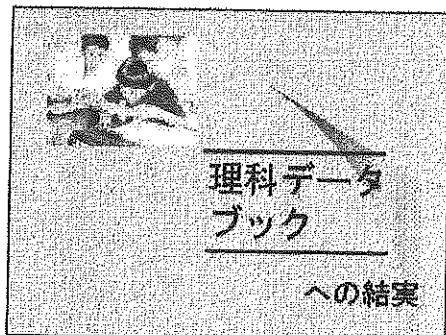 理科データ
ブック
への結実